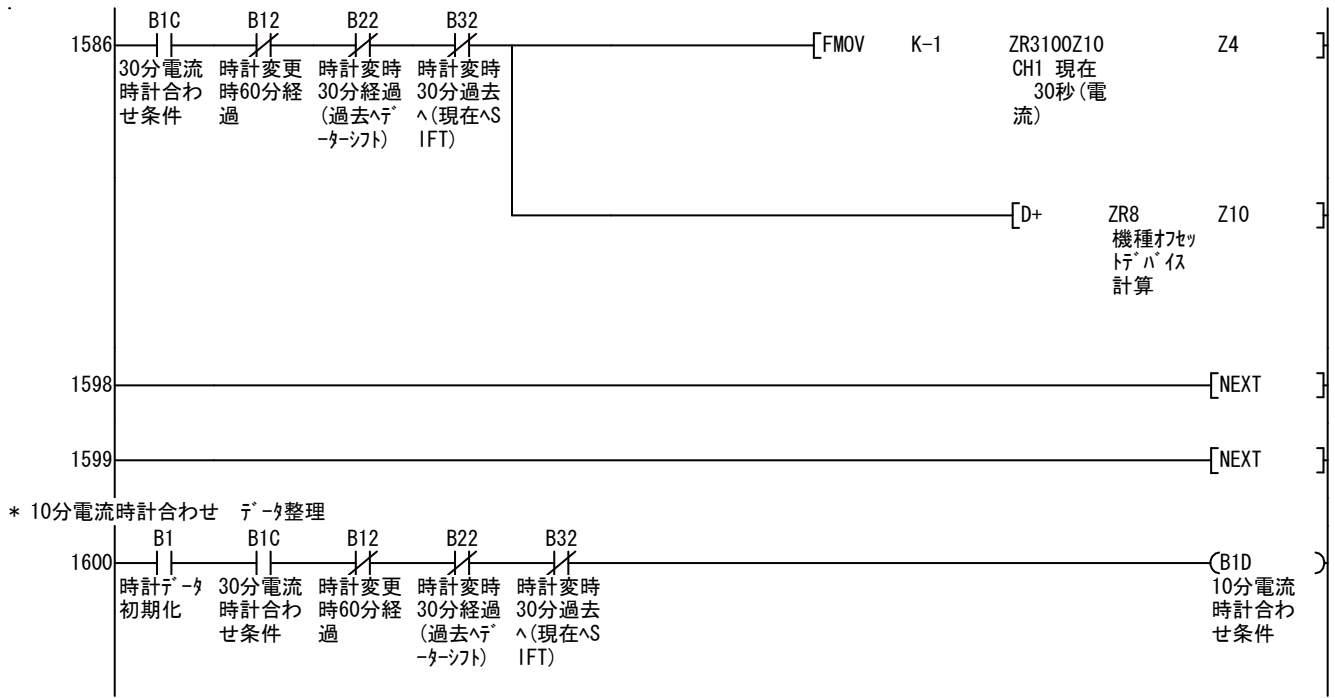 B1C B12 B22 B32
1586 FMOV K-1 ZR3100Z10 Z4
30分電流 時計変更 時計変時 時計変時 CH1 現在
時計合わ 時60分経 30分経過 30分過去 30秒(電
せ条件 過 (過去へデ へ(現在へS 流)
ーターシフト) IFT)
D+ ZR8 Z10
機種オフセッ
トデバイス
計算
1598 NEXT
1599 NEXT
* 10分電流時計合わせ データ整理
B1 B1C B12 B22 B32
1600 B1D
時計データ 30分電流 時計変更 時計変時 時計変時 10分電流
初期化 時計合わ 時60分経 30分経過 30分過去 時計合わ
せ条件 過 (過去へデ へ(現在へS せ条件
ーターシフト) IFT)